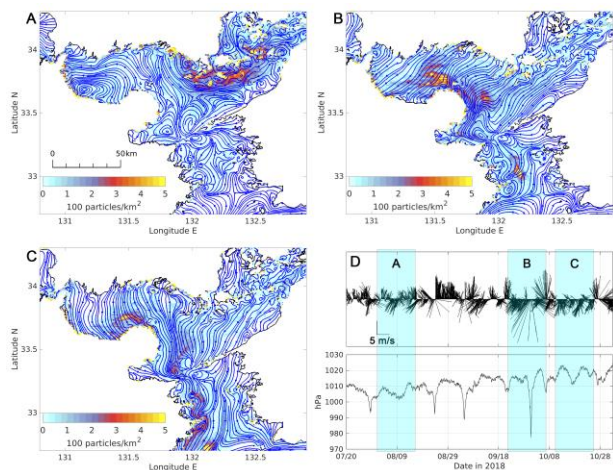 A
34
33.5
33
Latitude N
0
50km
0 1 2 3 4 5
100 particles/km2
131 131.5 132 132.5
Longitude E
B
34
33.5
33
Latitude N
0 1 2 3 4 5
100 particles/km2
131 131.5 132 132.5
Longitude E
C
34
33.5
33
Latitude N
0 1 2 3 4 5
100 particles/km2
131 131.5 132 132.5
Longitude E
D
A B C
5 m/s
1030
1020
1010
1000
990
980
970
hPa
07/20 08/09 08/29 09/18 10/08 10/28
Date in 2018